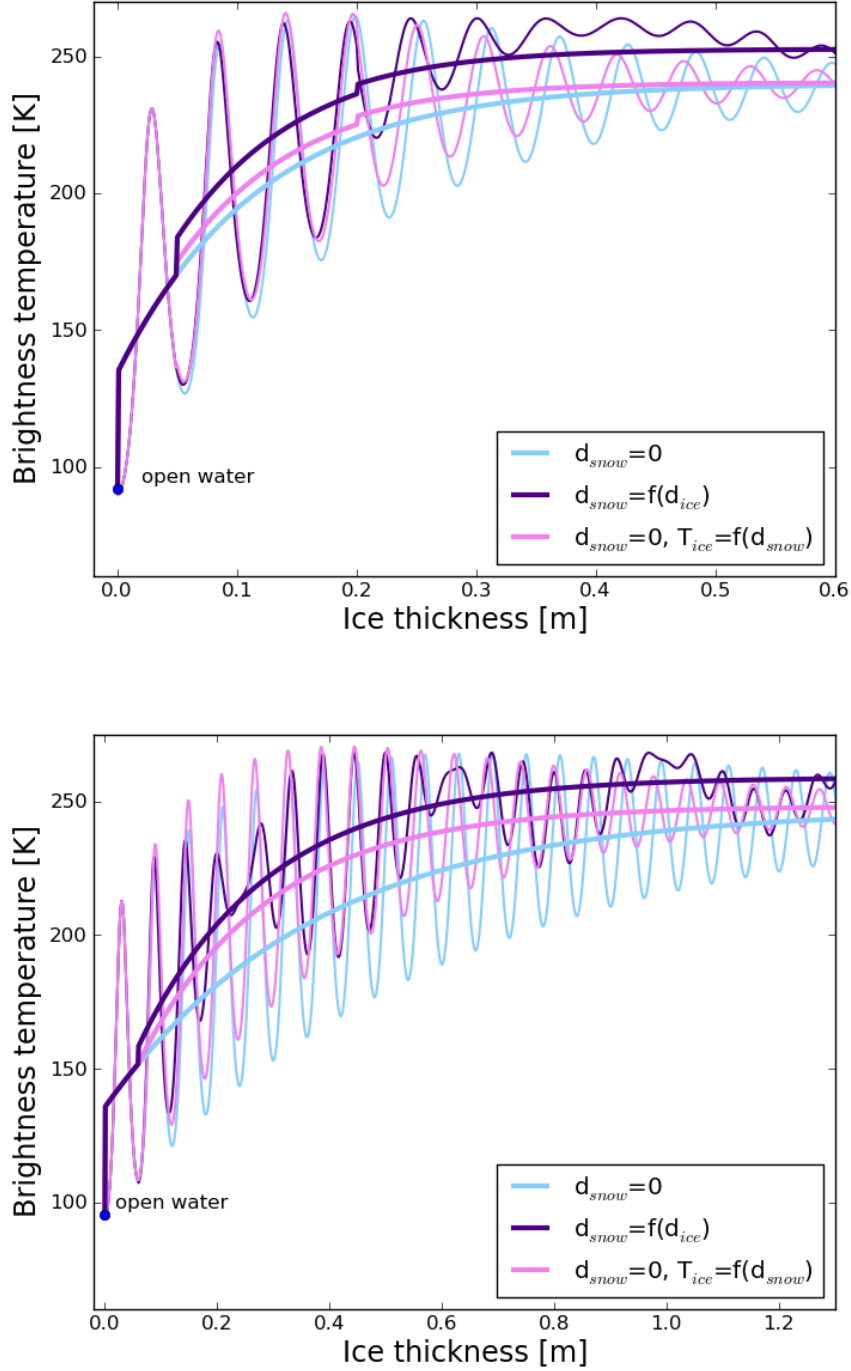 250
200
150
100
Brightness temperature [K]
open water
d_snow=0
d_snow=f(d_ice)
d_snow=0, T_ice=f(d_snow)
0.0 0.1 0.2 0.3 0.4 0.5 0.6
Ice thickness [m]
250
200
150
100
Brightness temperature [K]
open water
d_snow=0
d_snow=f(d_ice)
d_snow=0, T_ice=f(d_snow)
0.0 0.2 0.4 0.6 0.8 1.0 1.2
Ice thickness [m]